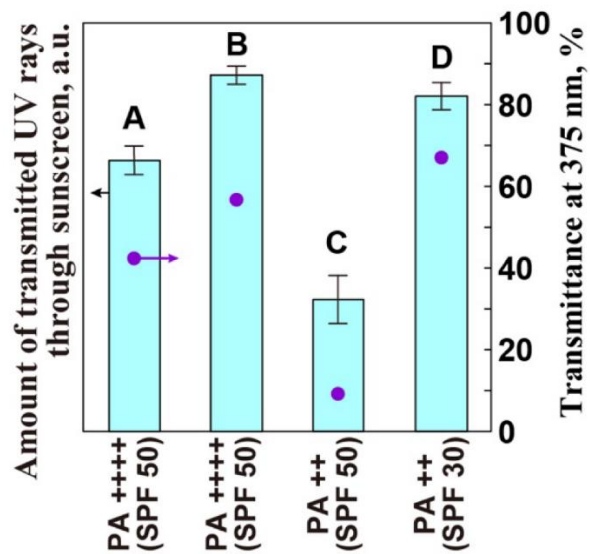 Amount of transmitted UV rays
through sunscreen, a.u.
A
B
C
D
100
80
60
40
20
0
Transmittance at 375 nm, %
PA ++++
(SPF 50)
PA ++++
(SPF 50)
PA ++
(SPF 50)
PA ++
(SPF 30)